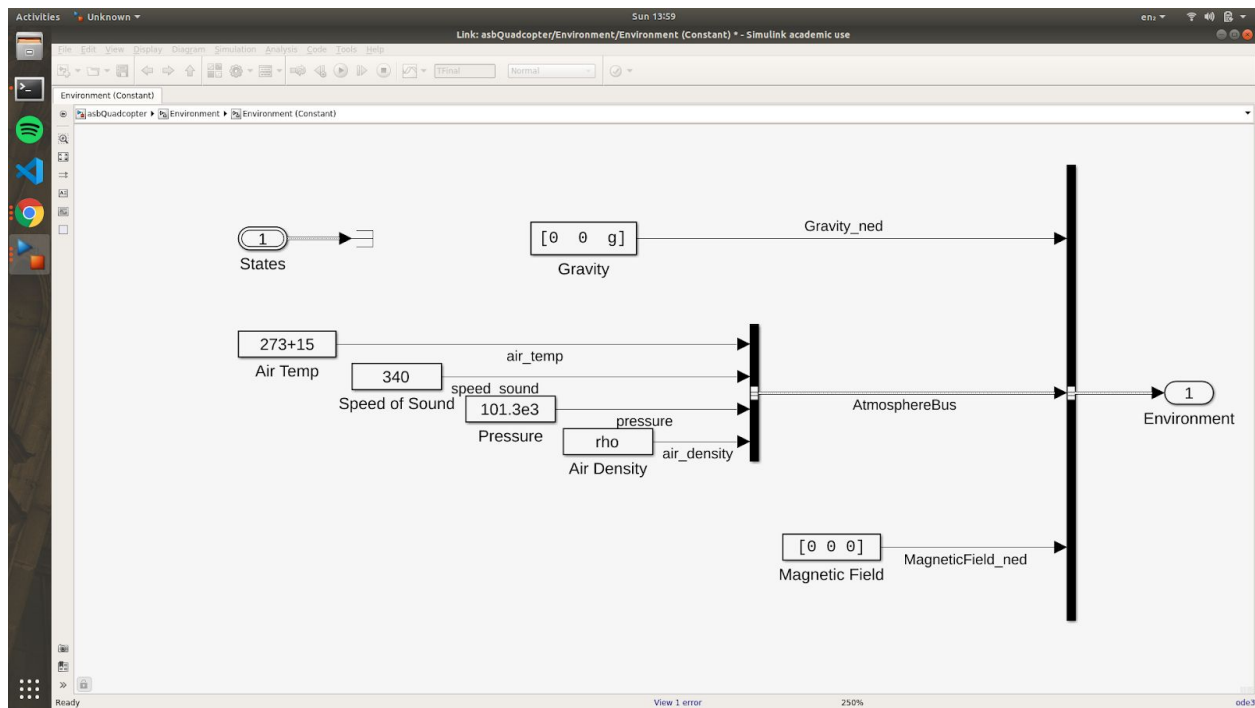 Activities Unknown Sun 13:59 en₂
Link: asbQuadcopter/Environment/Environment (Constant) * - Simulink academic use
File Edit View Display Diagram Simulation Analysis Code Tools Help
TFinal Normal
Environment (Constant)
asbQuadcopter Environment Environment (Constant)
1
States
[0 0 g]
Gravity
Gravity_ned
273+15
Air Temp
air_temp
340
Speed of Sound
speed_sound
101.3e3
Pressure
pressure
rho
Air Density
air_density
AtmosphereBus
1
Environment
[0 0 0]
Magnetic Field
MagneticField_ned
Ready View 1 error 250% ode3